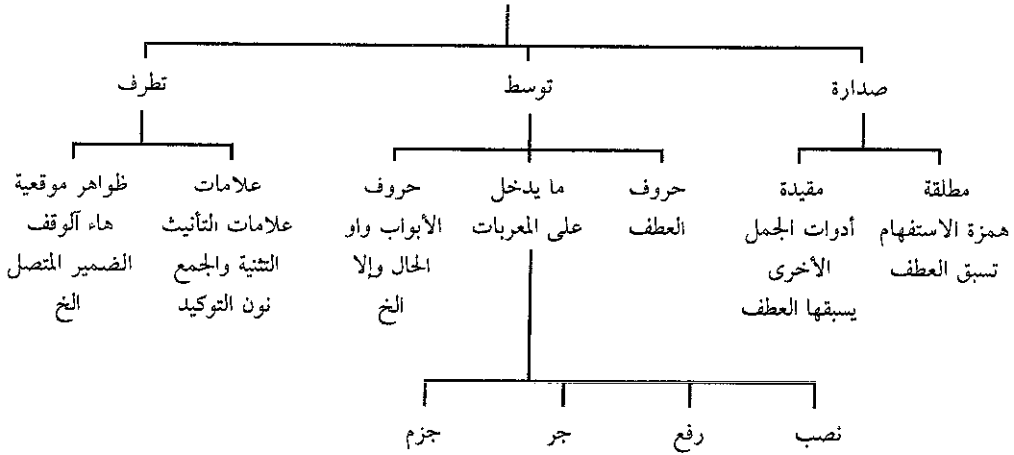 صدارة
توسط
تطرف
مطلقة
همزة الاستفهام
تسبق العطف
مقيدة
أدوات الجمل
الأخرى
يسبقها العطف
حروف
العطف
ما يدخل
على المعربات
حروف
الأبواب واو
الحال وإلا
الخ
علامات
علامات التأنيث
التثنية والجمع
نون التوكيد
ظواهر موقعية
هاء آلوقف
الضمير المتصل
الخ
نصب
رفع
جر
جزم